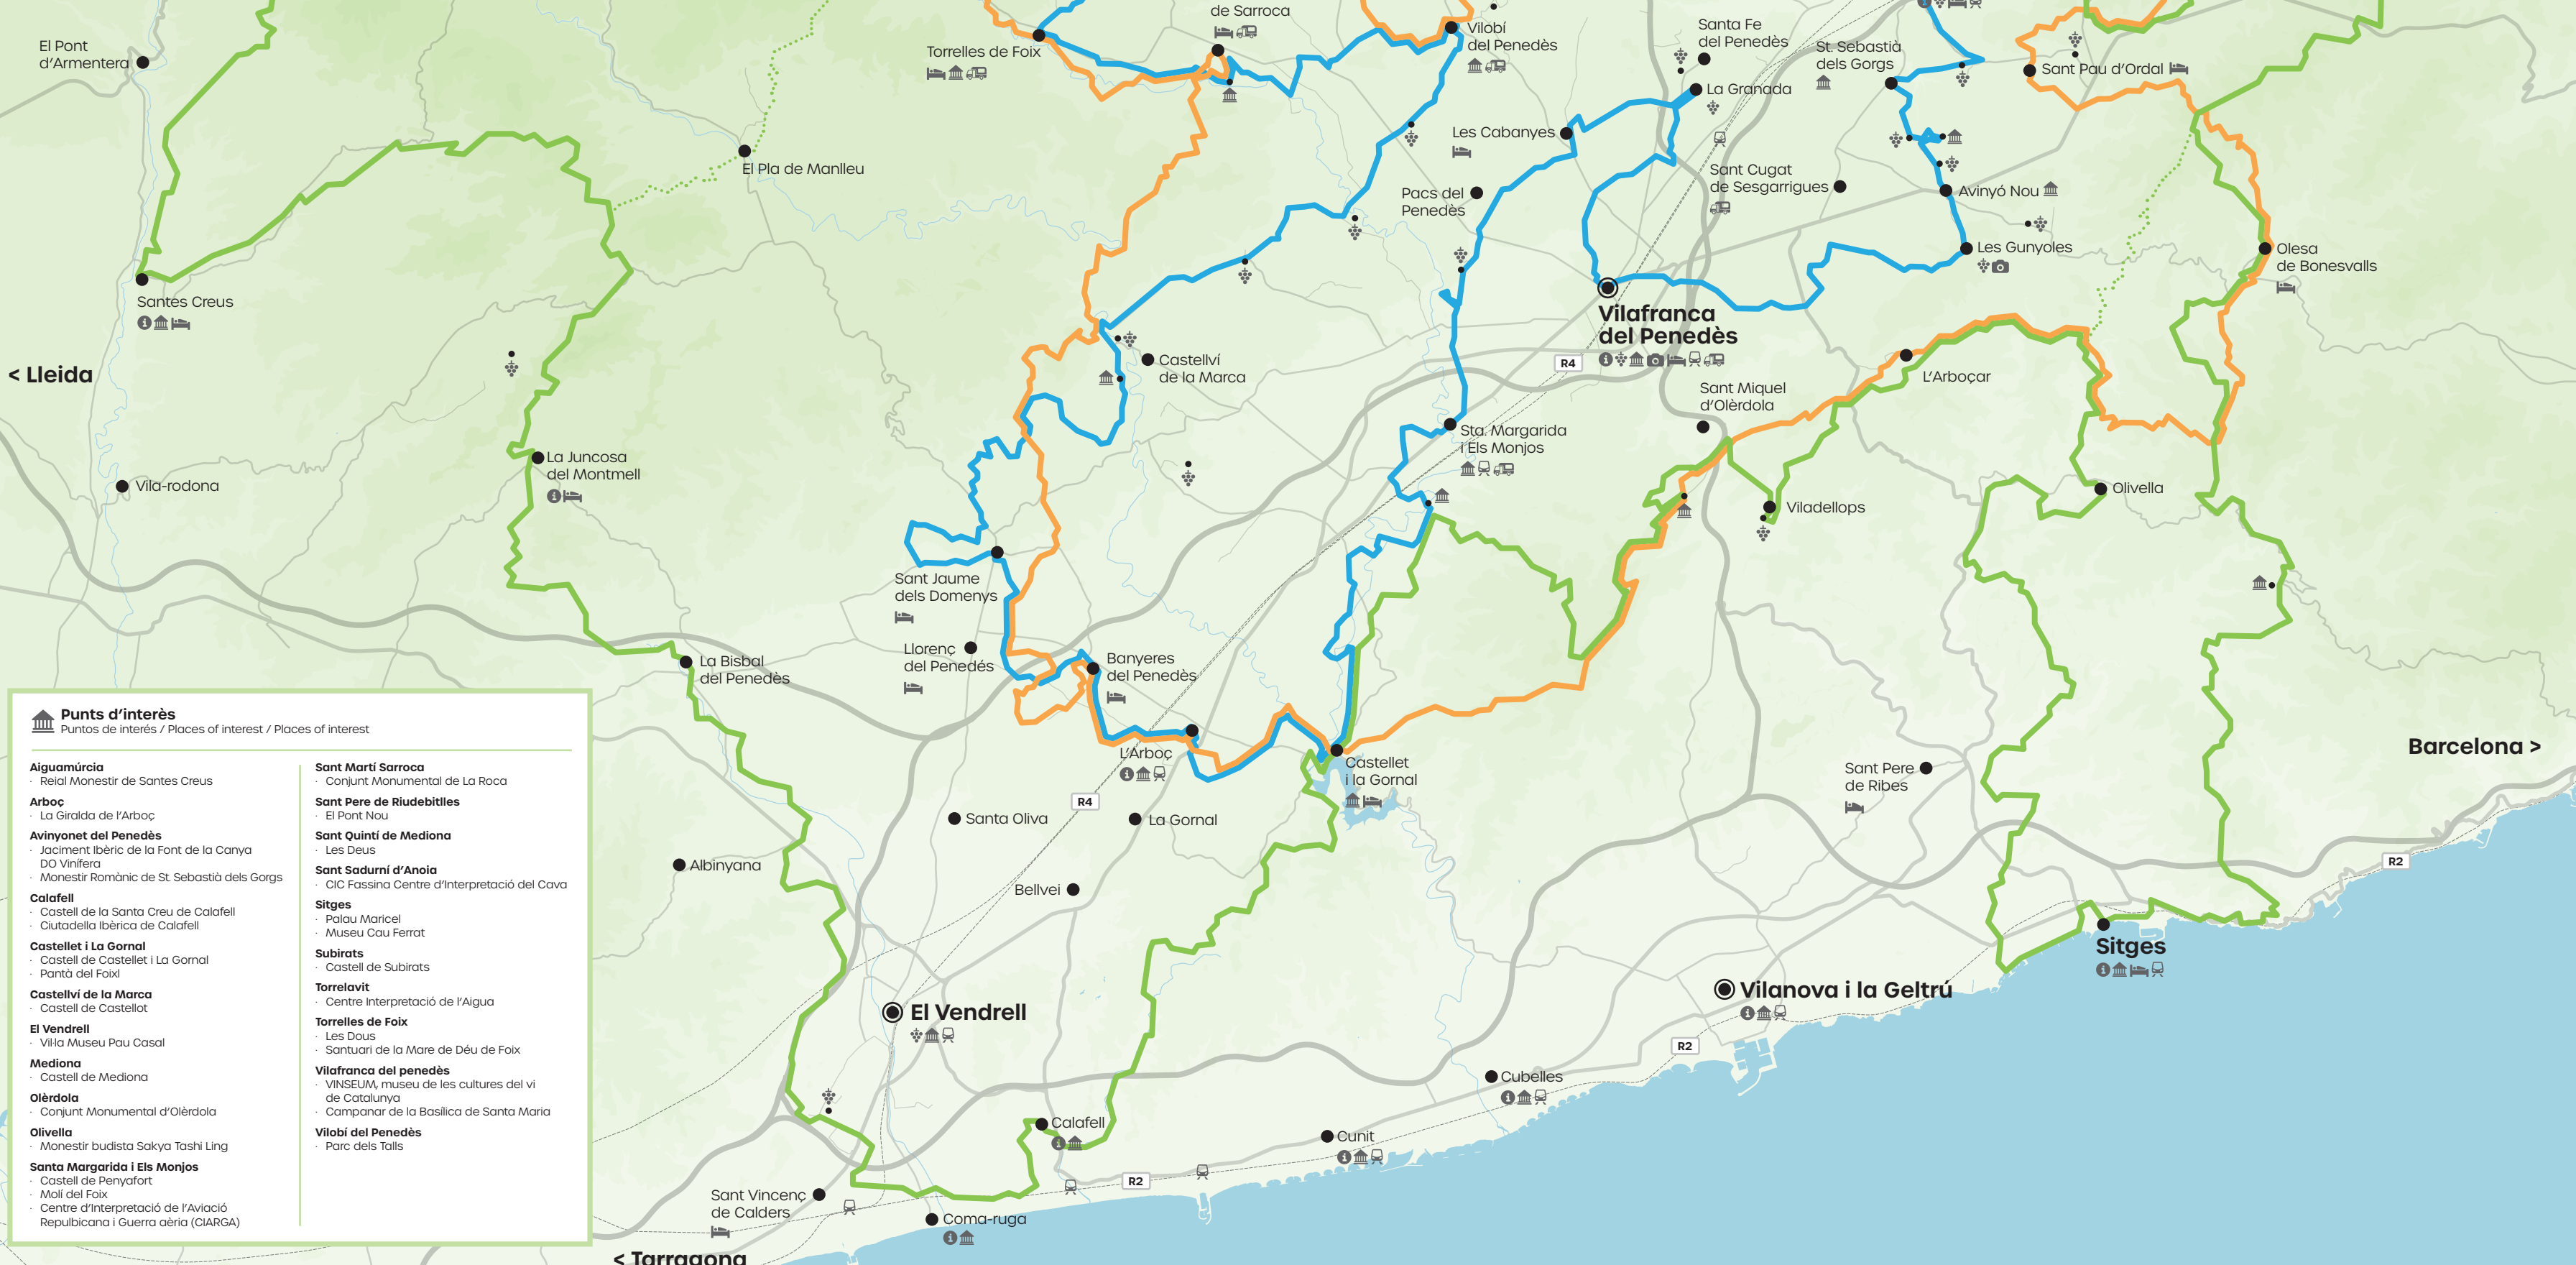 de Sarroca
El Pont
d'Armentera
Torrelles de Foix
Vilobí
del Penedès
Santa Fe
del Penedès
St. Sebastià
dels Gorgs
Sant Pau d'Ordal
La Granada
Les Cabanyes
El Pla de Manlleu
Sant Cugat
de Sesgarrigues
Pacs del
Penedès
Avinyó Nou
Les Gunyoles
Olesa
de Bonesvalls
Santes Creus
Vilafranca
del Penedès
R4
< Lleida
Castellví
de la Marca
L'Arboçar
Sant Miquel
d'Olèrdola
Sta. Margarida
i Els Monjos
La Juncosa
del Montmell
Vila-rodona
Olivella
Viladellops
Sant Jaume
dels Domenys
Llorenç
del Penedés
Banyeres
del Penedès
La Bisbal
del Penedès
L'Arboç
Castellet
i la Gornal
Barcelona >
Sant Pere
de Ribes
R4
Santa Oliva
La Gornal
Albinyana
Bellvei
R2
Sitges
Vilanova i la Geltrú
El Vendrell
R2
Cubelles
Calafell
Cunit
R2
Sant Vincenç
de Calders
Coma-ruga
< Tarragona
Punts d'interès
Puntos de interés / Places of interest / Places of interest
Aiguamúrcia
· Reial Monestir de Santes Creus
Arboç
· La Giralda de l'Arboç
Avinyonet del Penedès
· Jaciment Ibèric de la Font de la Canya
DO Vinífera
· Monestir Romànic de St. Sebastià dels Gorgs
Calafell
· Castell de la Santa Creu de Calafell
· Ciutadella Ibèrica de Calafell
Castellet i La Gornal
· Castell de Castellet i La Gornal
· Pantà del Foixl
Castellví de la Marca
· Castell de Castellot
El Vendrell
· Vil·la Museu Pau Casal
Mediona
· Castell de Mediona
Olèrdola
· Conjunt Monumental d'Olèrdola
Olivella
· Monestir budista Sakya Tashi Ling
Santa Margarida i Els Monjos
· Castell de Penyafort
· Molí del Foix
· Centre d'Interpretació de l'Aviació
Repulbicana i Guerra aèria (CIARGA)
Sant Martí Sarroca
· Conjunt Monumental de La Roca
Sant Pere de Riudebitlles
· El Pont Nou
Sant Quintí de Mediona
· Les Deus
Sant Sadurní d'Anoia
· CIC Fassina Centre d'Interpretació del Cava
Sitges
· Palau Maricel
· Museu Cau Ferrat
Subirats
· Castell de Subirats
Torrelavit
· Centre Interpretació de l'Aigua
Torrelles de Foix
· Les Dous
· Santuari de la Mare de Déu de Foix
Vilafranca del penedès
· VINSEUM, museu de les cultures del vi
de Catalunya
· Campanar de la Basílica de Santa Maria
Vilobí del Penedès
· Parc dels Talls